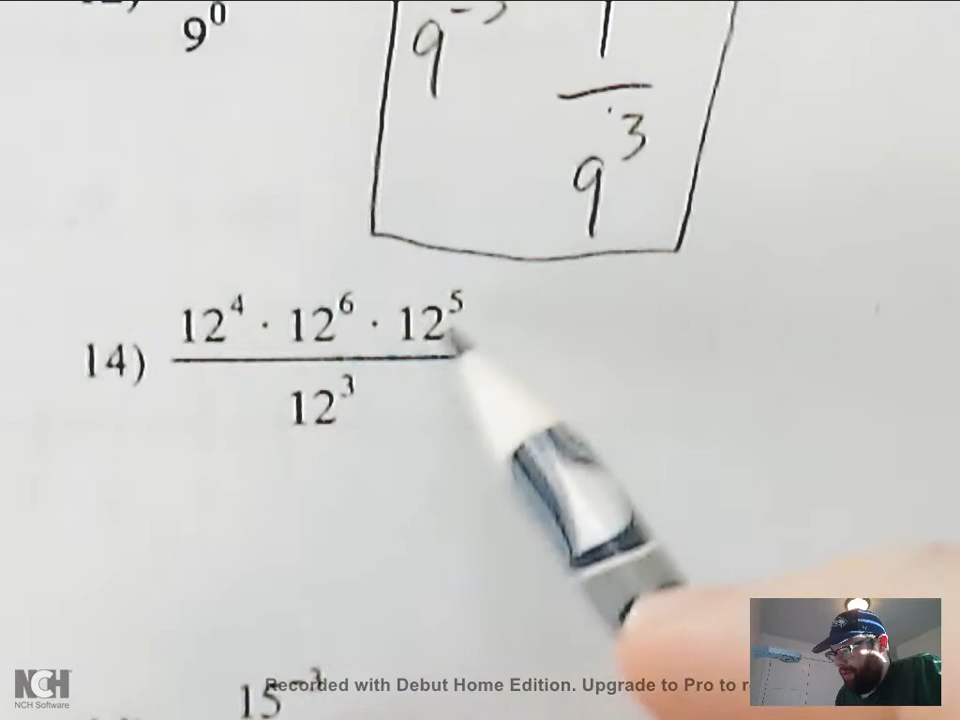 9⁰
9⁻³
1
9³
14) 12⁴ · 12⁶ · 12⁵
12³
15⁻³
Recorded with Debut Home Edition. Upgrade to Pro to r
NCH
NCH Software